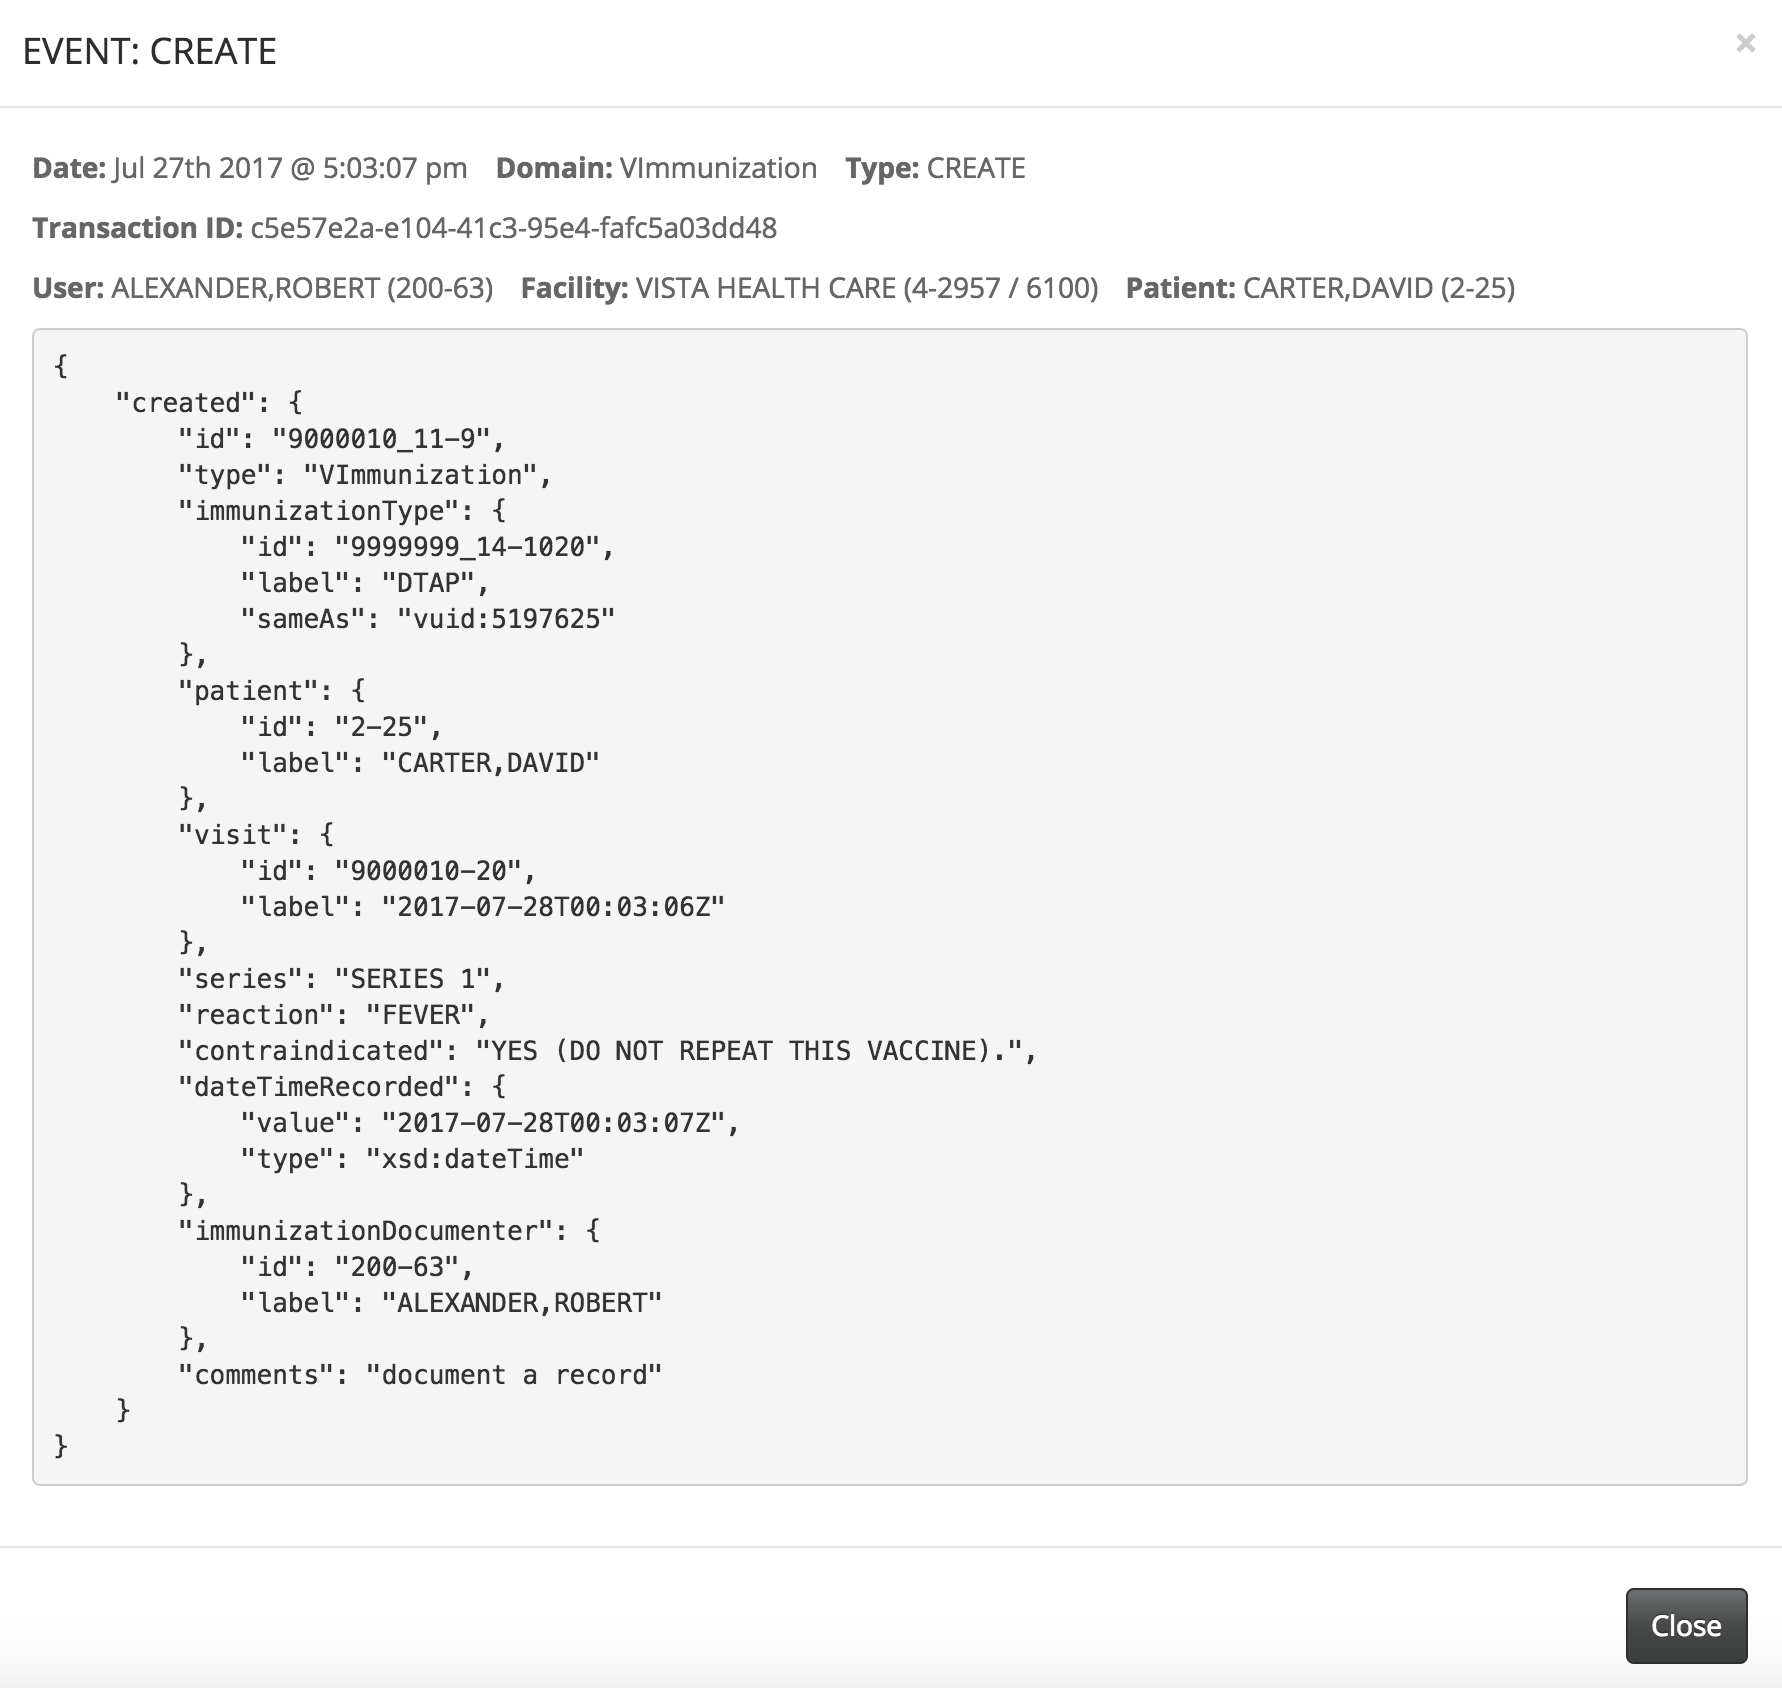 EVENT: CREATE
×
Date: Jul 27th 2017 @ 5:03:07 pm Domain: VImmunization Type: CREATE
Transaction ID: c5e57e2a-e104-41c3-95e4-fafc5a03dd48
User: ALEXANDER,ROBERT (200-63) Facility: VISTA HEALTH CARE (4-2957 / 6100) Patient: CARTER,DAVID (2-25)
{
    "created": {
        "id": "9000010_11-9",
        "type": "VImmunization",
        "immunizationType": {
            "id": "9999999_14-1020",
            "label": "DTAP",
            "sameAs": "vuid:5197625"
        },
        "patient": {
            "id": "2-25",
            "label": "CARTER,DAVID"
        },
        "visit": {
            "id": "9000010-20",
            "label": "2017-07-28T00:03:06Z"
        },
        "series": "SERIES 1",
        "reaction": "FEVER",
        "contraindicated": "YES (DO NOT REPEAT THIS VACCINE).",
        "dateTimeRecorded": {
            "value": "2017-07-28T00:03:07Z",
            "type": "xsd:dateTime"
        },
        "immunizationDocumenter": {
            "id": "200-63",
            "label": "ALEXANDER,ROBERT"
        },
        "comments": "document a record"
    }
}
Close